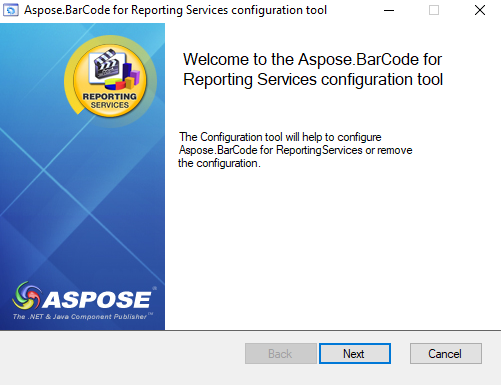 Aspose.BarCode for Reporting Services configuration tool
Welcome to the Aspose.BarCode for
Reporting Services configuration tool
REPORTING
SERVICES
The Configuration tool will help to configure
Aspose.BarCode for ReportingServices or remove
the configuration.
ASPOSE®
The .NET & Java Component Publisher™
Back
Next
Cancel